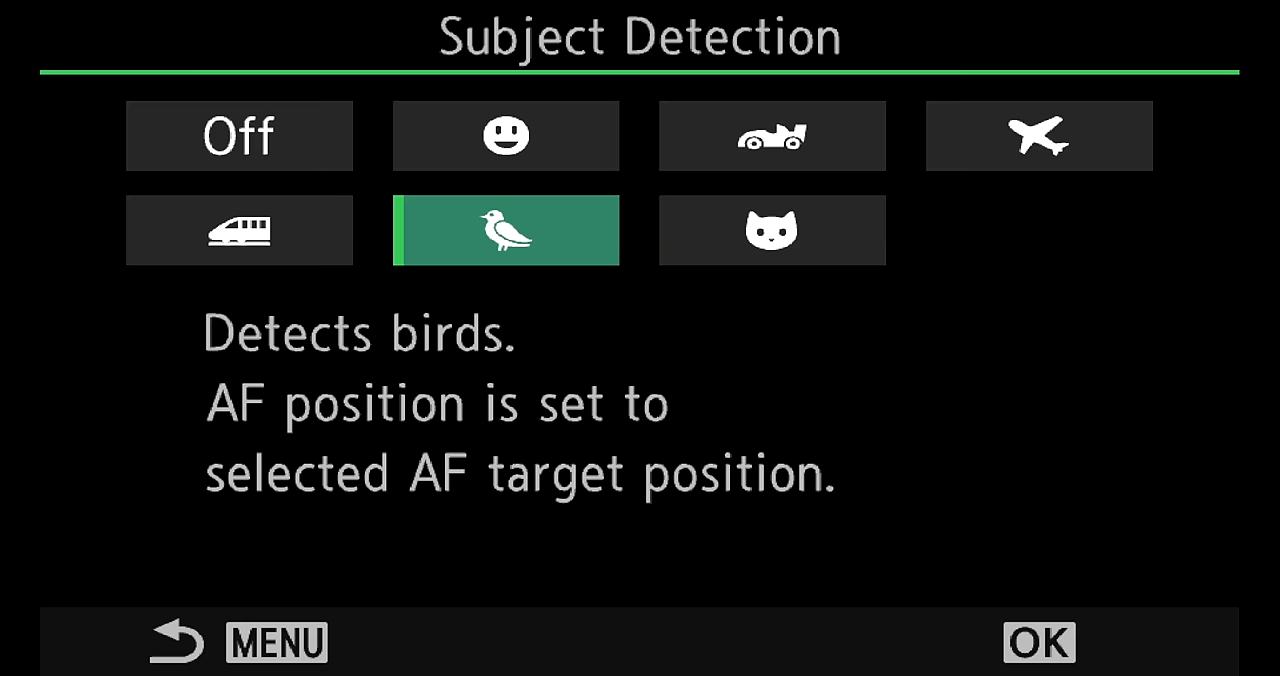 Subject Detection
Off
Detects birds.
AF position is set to
selected AF target position.
MENU
OK